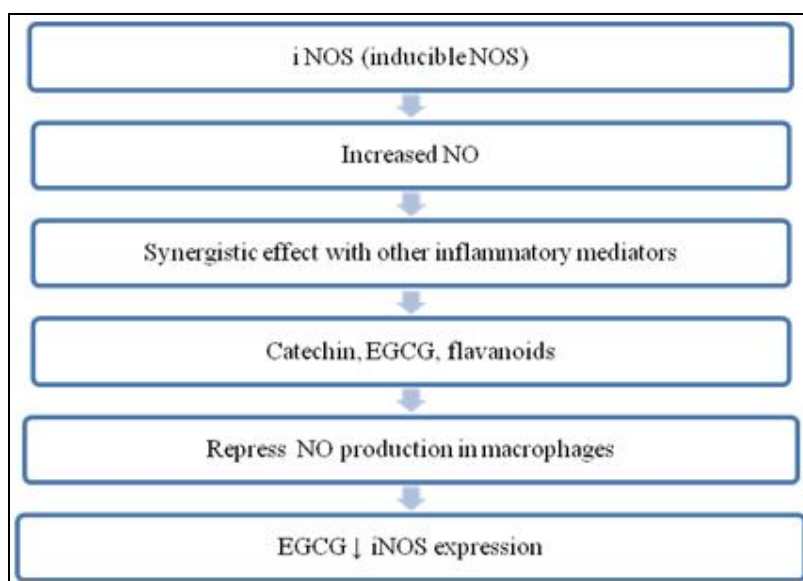 i NOS (inducible NOS)
Increased NO
Synergistic effect with other inflammatory mediators
Catechin, EGCG, flavanoids
Repress NO production in macrophages
EGCG ↓ iNOS expression